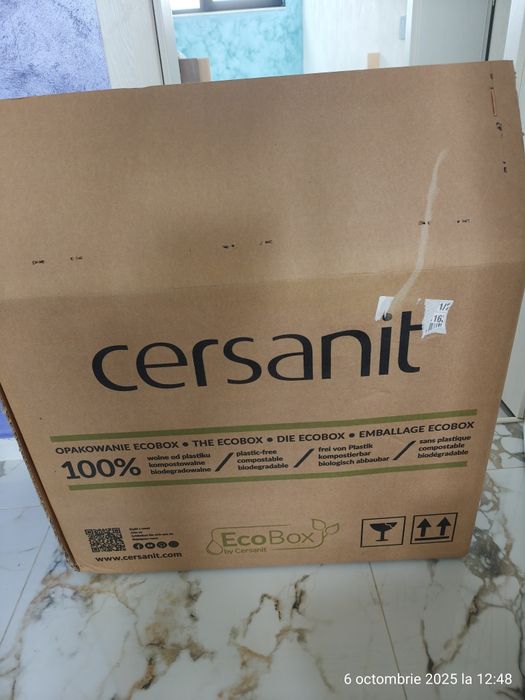 1/
16
cersanit
OPAKOWANIE ECOBOX • THE ECOBOX • DIE ECOBOX • EMBALLAGE ECOBOX
100%
wolne od plastiku
kompostowalne
biodegradowalne
/
plastic-free
compostable
biodegradable
/
frei von Plastik
kompostierbar
biologisch abbaubar
/
sans plastique
compostable
biodégradable
www.cersanit.com
EcoBox
by Cersanit
6 octombrie 2025 la 12:48